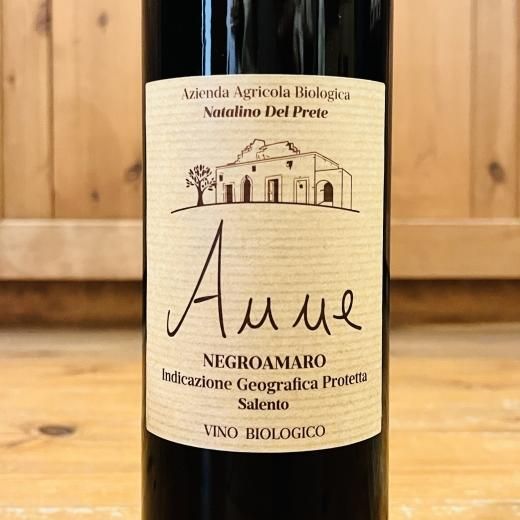 Azienda Agricola Biologica
Natalino Del Prete
Anne
NEGROAMARO
Indicazione Geografica Protetta
Salento
VINO BIOLOGICO